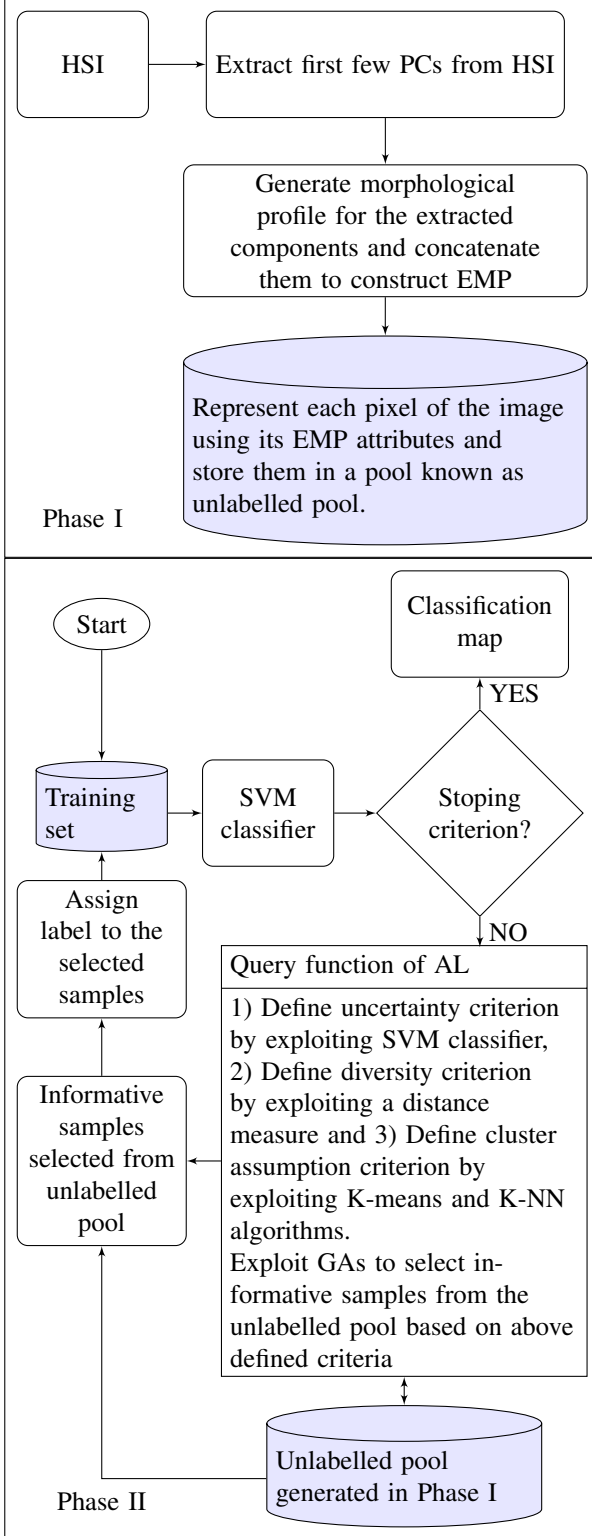 HSI
Extract first few PCs from HSI
Generate morphological
profile for the extracted
components and concatenate
them to construct EMP
Represent each pixel of the image
using its EMP attributes and
store them in a pool known as
unlabelled pool.
Phase I
Start
Classification
map
YES
Training
set
SVM
classifier
Stoping
criterion?
NO
Assign
label to the
selected
samples
Query function of AL
1) Define uncertainty criterion
by exploiting SVM classifier,
2) Define diversity criterion
by exploiting a distance
measure and 3) Define cluster
assumption criterion by
exploiting K-means and K-NN
algorithms.
Exploit GAs to select in-
formative samples from the
unlabelled pool based on above
defined criteria
Informative
samples
selected from
unlabelled
pool
Unlabelled pool
generated in Phase I
Phase II